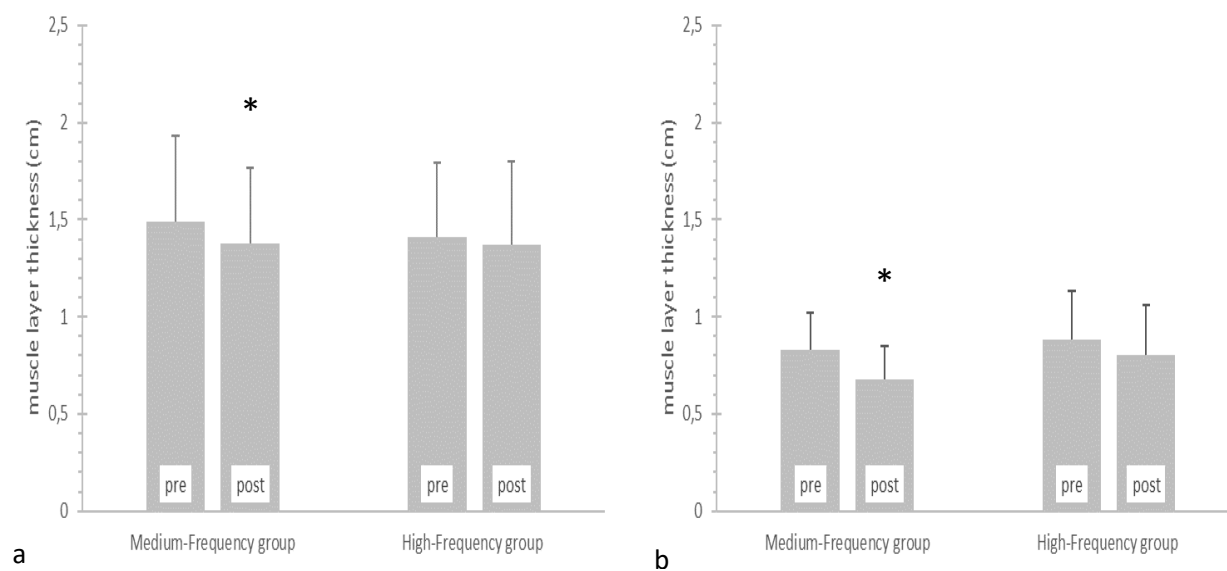 2,5
2
1,5
1
0,5
0
muscle layer thickness (cm)
*
pre
post
pre
post
Medium-Frequency group
High-Frequency group
a
2,5
2
1,5
1
0,5
0
muscle layer thickness (cm)
*
pre
post
pre
post
Medium-Frequency group
High-Frequency group
b